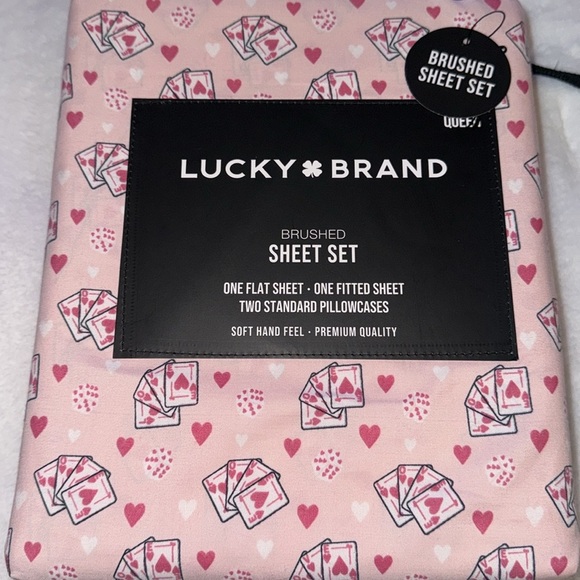 BRUSHED
SHEET SET
QUEEN
LUCKY BRAND
BRUSHED
SHEET SET
ONE FLAT SHEET · ONE FITTED SHEET
TWO STANDARD PILLOWCASES
SOFT HAND FEEL · PREMIUM QUALITY